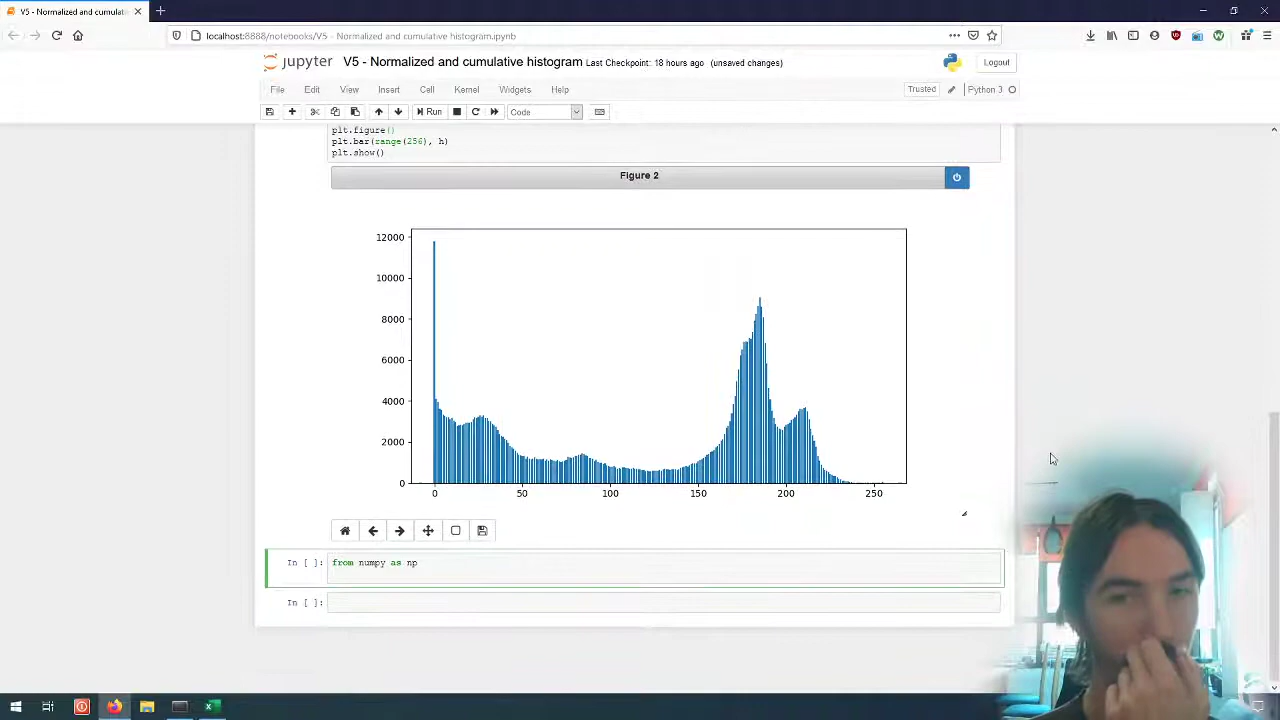 V5 - Normalized and cumulati
localhost:8888/notebooks/V5 - Normalized and cumulative histogram.ipynb
jupyter V5 - Normalized and cumulative histogram Last Checkpoint: 18 hours ago (unsaved changes) Logout
File Edit View Insert Cell Kernel Widgets Help Trusted Python 3
Run Code
plt.figure()
plt.bar(range(256), h)
plt.show()
Figure 2
12000
10000
8000
6000
4000
2000
0
0 50 100 150 200 250
In [ ]: from numpy as np
In [ ]: